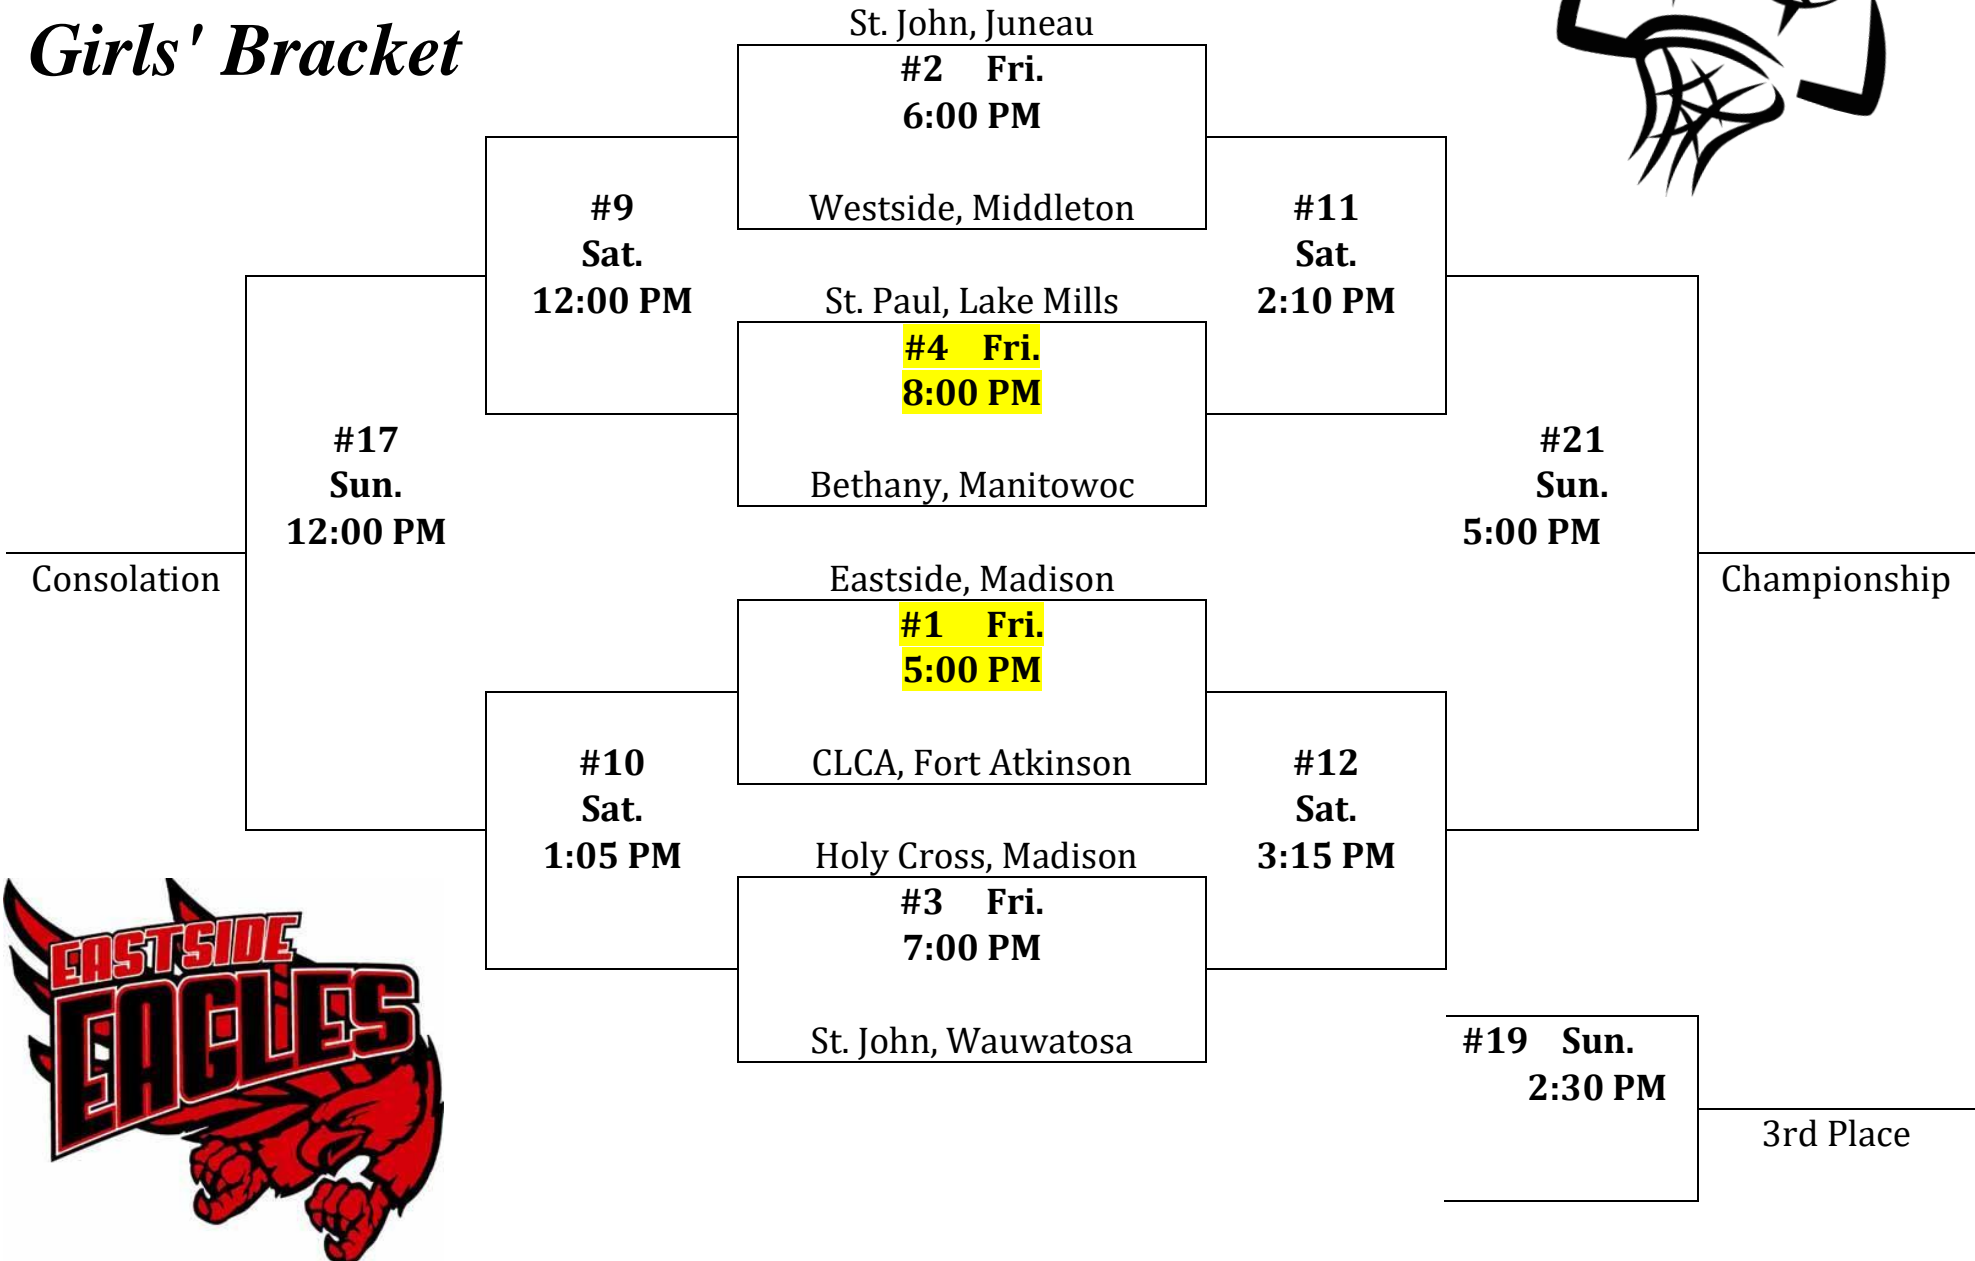 Girls' Bracket
St. John, Juneau
#2 Fri.
6:00 PM
Westside, Middleton
#9
Sat.
12:00 PM
#11
Sat.
2:10 PM
St. Paul, Lake Mills
#4 Fri.
8:00 PM
Bethany, Manitowoc
#17
Sun.
12:00 PM
#21
Sun.
5:00 PM
Consolation
Championship
Eastside, Madison
#1 Fri.
5:00 PM
CLCA, Fort Atkinson
#10
Sat.
1:05 PM
#12
Sat.
3:15 PM
Holy Cross, Madison
#3 Fri.
7:00 PM
St. John, Wauwatosa
#19 Sun.
2:30 PM
3rd Place
EASTSIDE
EAGLES